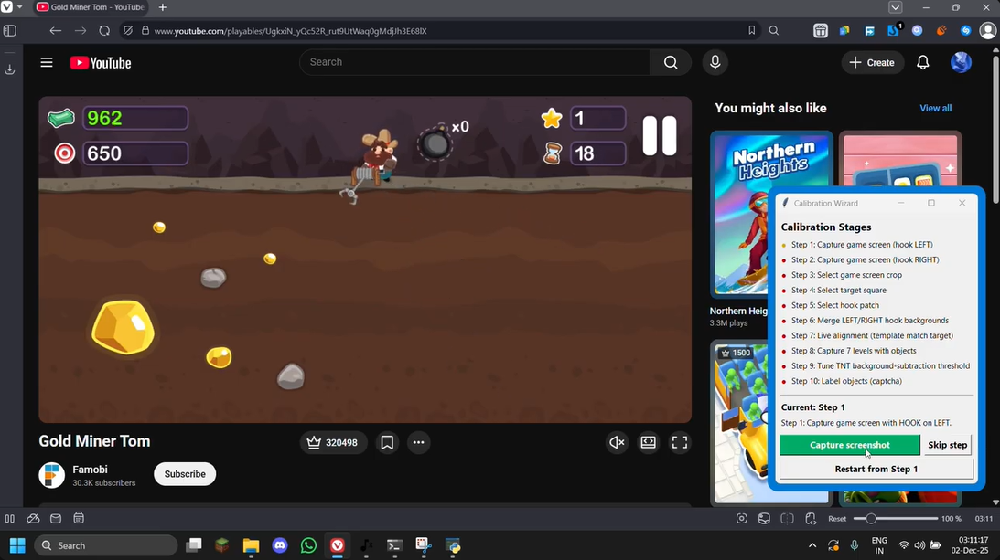 Gold Miner Tom - YouTube
www.youtube.com/playables/UgkxiN_yQc52R_rut9UtWaq0gMdjJh3E68lX
1
YouTube
Search
Create
962
650
x0
1
18
You might also like
View all
Northern
Heights
Northern Heig
3.3M plays
1500
Calibration Wizard
Calibration Stages
Step 1: Capture game screen (hook LEFT)
Step 2: Capture game screen (hook RIGHT)
Step 3: Select game screen crop
Step 4: Select target square
Step 5: Select hook patch
Step 6: Merge LEFT/RIGHT hook backgrounds
Step 7: Live alignment (template match target)
Step 8: Capture 7 levels with objects
Step 9: Tune TNT background-subtraction threshold
Step 10: Label objects (captcha)
Current: Step 1
Step 1: Capture game screen with HOOK on LEFT.
Capture screenshot
Skip step
Restart from Step 1
Gold Miner Tom
320498
Famobi
30.3K subscribers
Subscribe
Reset
100 %
03:11
Search
ENG
IN
03:11:17
02-Dec-25